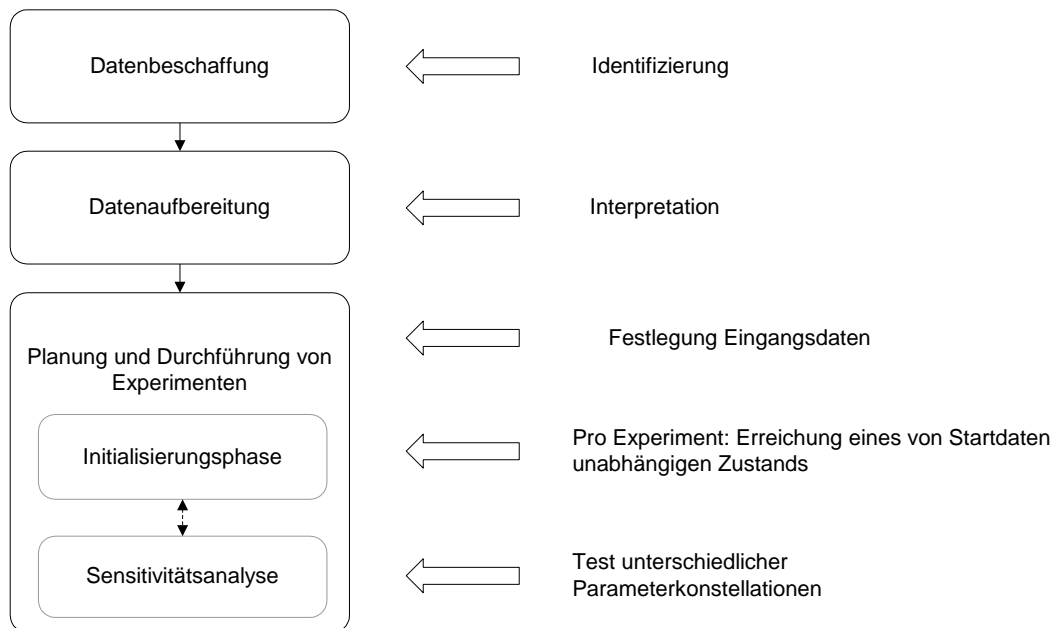 Datenbeschaffung
Identifizierung
Datenaufbereitung
Interpretation
Festlegung Eingangsdaten
Planung und Durchführung von
Experimenten
Initialisierungsphase
Pro Experiment: Erreichung eines von Startdaten
unabhängigen Zustands
Sensitivitätsanalyse
Test unterschiedlicher
Parameterkonstellationen